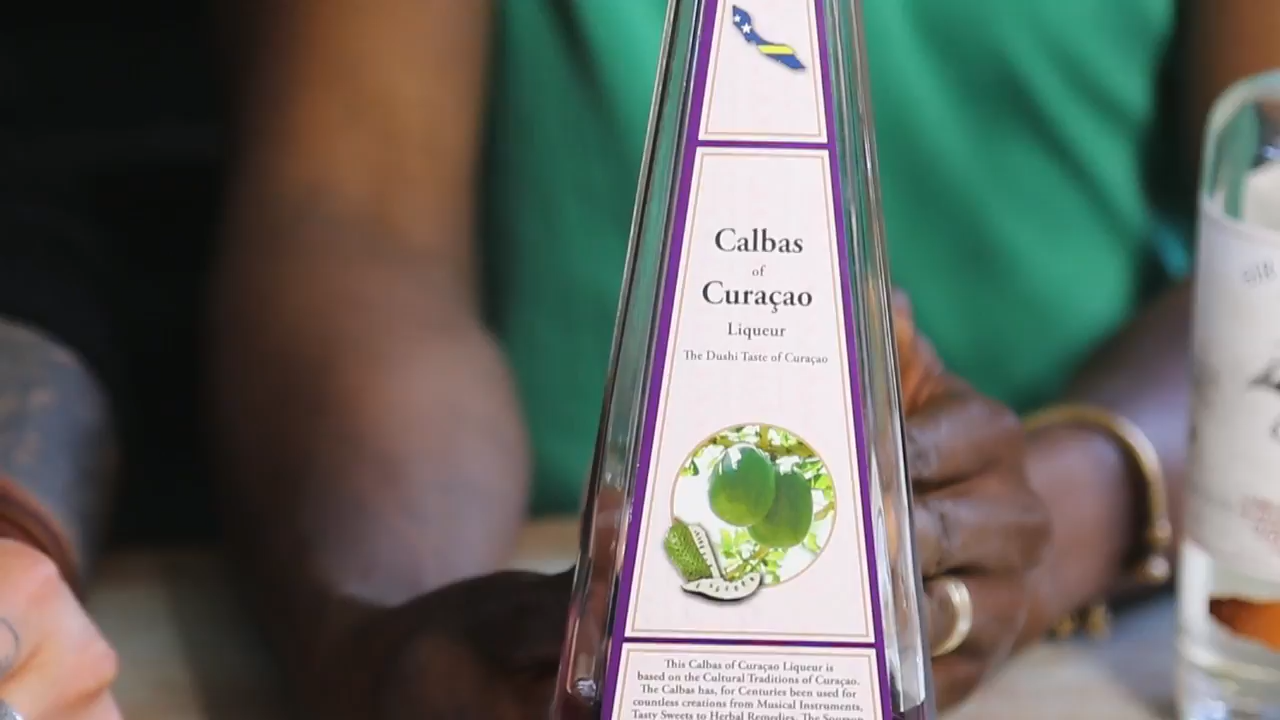 Calbas
of
Curaçao
Liqueur
The Dushi Taste of Curaçao
This Calbas of Curaçao Liqueur is
based on the Cultural Traditions of Curaçao.
The Calbas has, for Centuries been used for
countless creations from Musical Instruments,
Tasty Sweets to Herbal Remedies. The Soursop